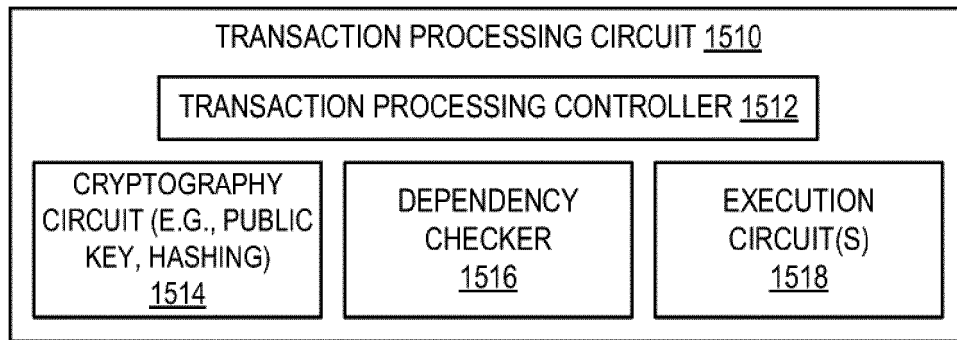 TRANSACTION PROCESSING CIRCUIT 1510
TRANSACTION PROCESSING CONTROLLER 1512
CRYPTOGRAPHY
CIRCUIT (E.G., PUBLIC
KEY, HASHING)
1514
DEPENDENCY
CHECKER
1516
EXECUTION
CIRCUIT(S)
1518